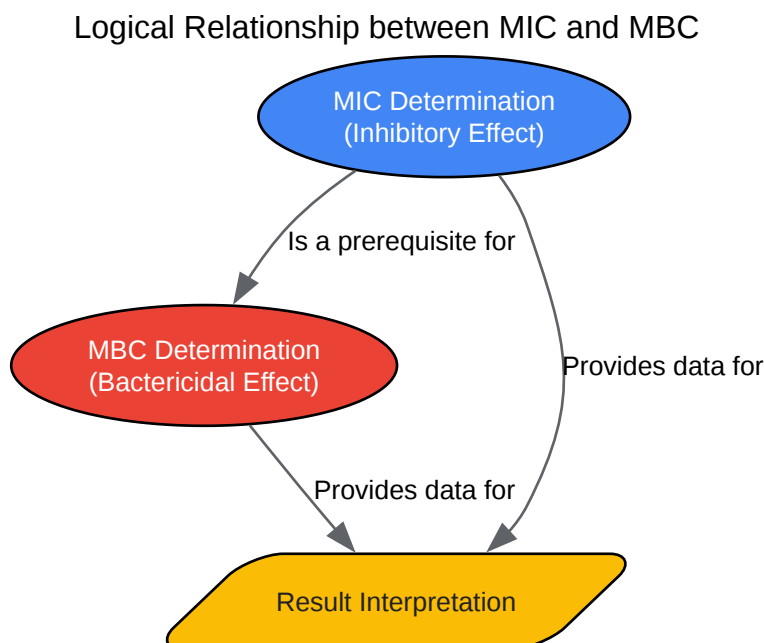 Logical Relationship between MIC and MBC
MIC Determination
(Inhibitory Effect)
Is a prerequisite for
MBC Determination
(Bactericidal Effect)
Provides data for
Provides data for
Result Interpretation